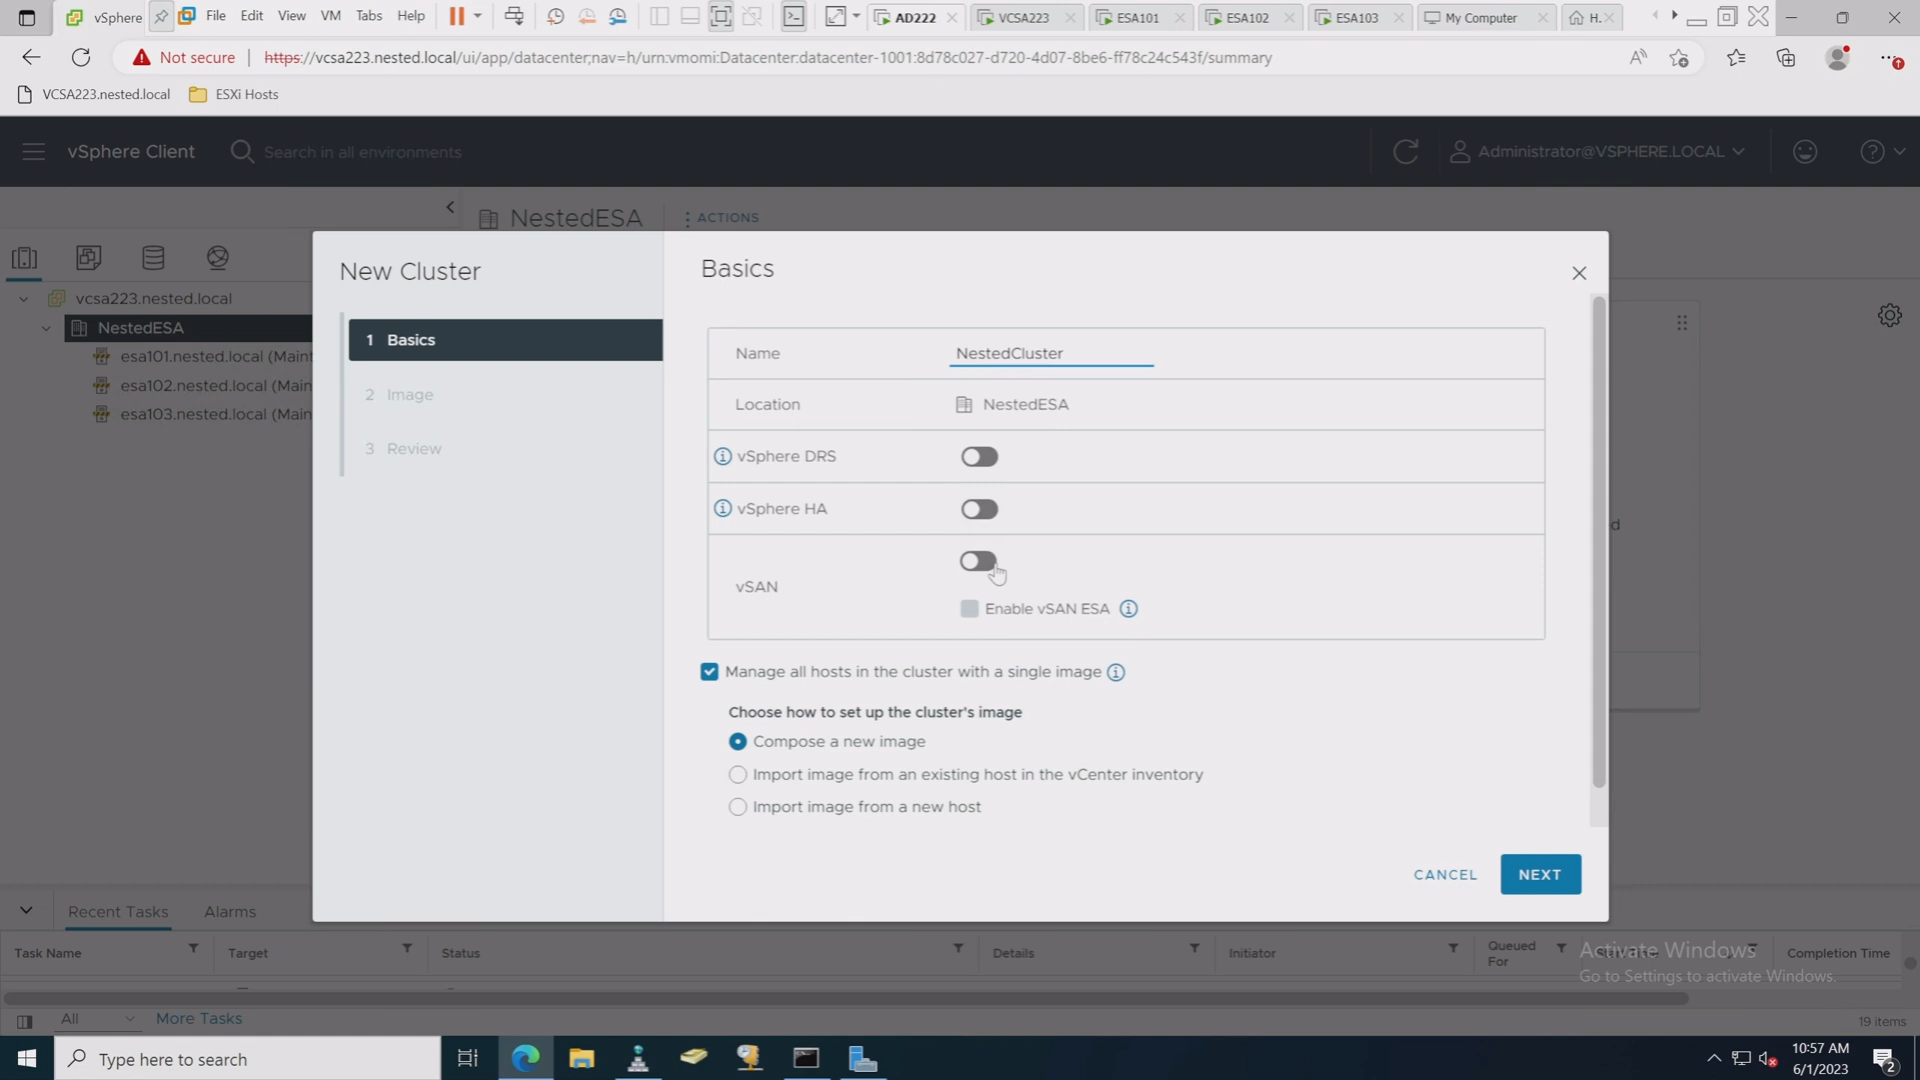 vSphere
File Edit View VM Tabs Help
AD222
VCSA223
ESA101
ESA102
ESA103
My Computer
H.
Not secure
https://vcsa223.nested.local/ui/app/datacenter;nav=h/urn:vmomi:Datacenter:datacenter-1001:8d78c027-d720-4d07-8be6-ff78c24c543f/summary
VCSA223.nested.local
ESXi Hosts
vSphere Client
Search in all environments
Administrator@VSPHERE.LOCAL
NestedESA
ACTIONS
vcsa223.nested.local
NestedESA
esa101.nested.local (Maint
esa102.nested.local (Main
esa103.nested.local (Main
New Cluster
1 Basics
2 Image
3 Review
Basics
Name NestedCluster
Location NestedESA
vSphere DRS
vSphere HA
vSAN
Enable vSAN ESA
Manage all hosts in the cluster with a single image
Choose how to set up the cluster's image
Compose a new image
Import image from an existing host in the vCenter inventory
Import image from a new host
CANCEL
NEXT
d
Recent Tasks Alarms
Task Name Target Status Details Initiator Queued For Completion Time
Activate Windows
Go to Settings to activate Windows.
All More Tasks
19 items
Type here to search
10:57 AM
6/1/2023
2